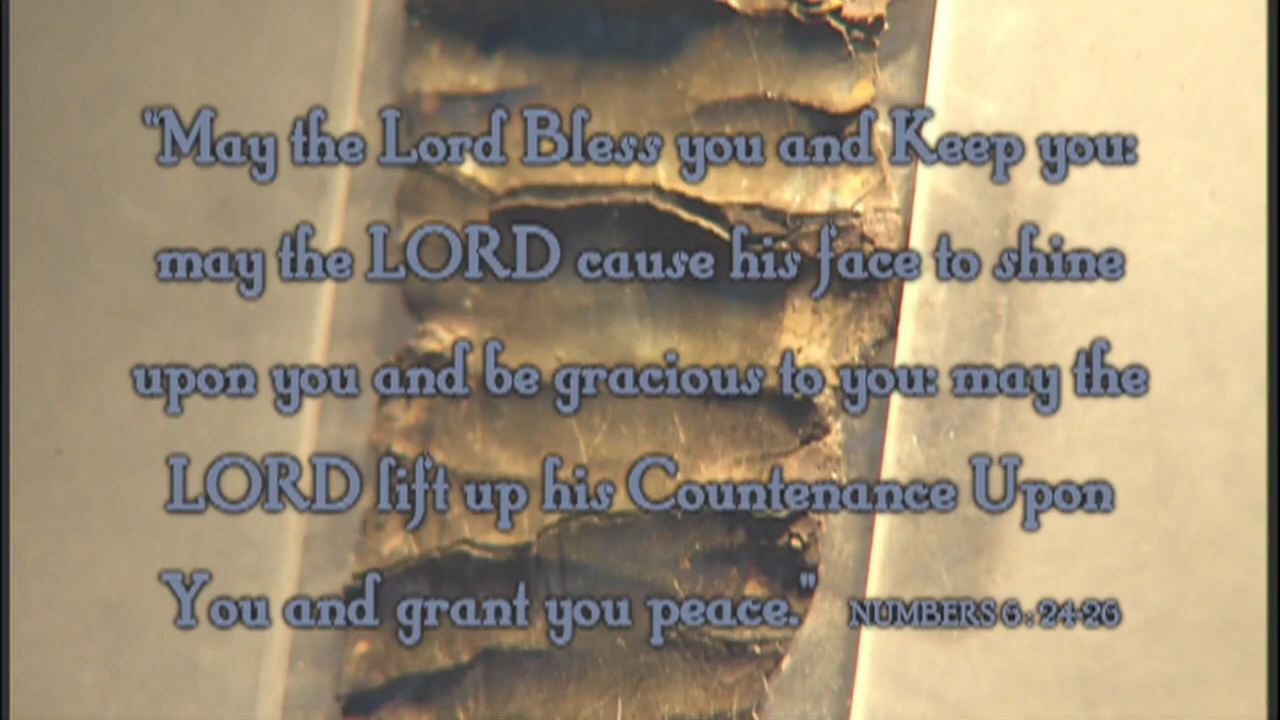 "May the Lord Bless you and Keep you:
may the LORD cause his face to shine
upon you and be gracious to you: may the
LORD lift up his Countenance Upon
You and grant you peace." NUMBERS 6:24-26